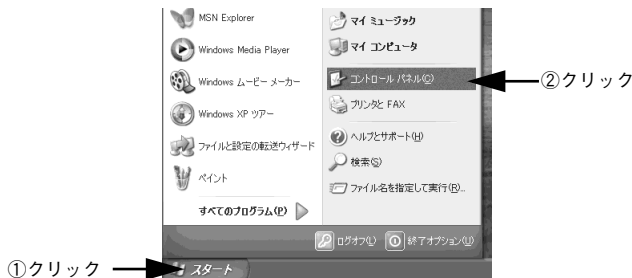 MSN Explorer
Windows Media Player
Windows ムービー メーカー
Windows XP ツアー
ファイルと設定の転送ウィザード
ペイント
すべてのプログラム(P)
マイ ミュージック
マイ コンピュータ
コントロール パネル(C)
プリンタと FAX
ヘルプとサポート(H)
検索(S)
ファイル名を指定して実行(R)...
②クリック
ログオフ(L)
終了オプション(U)
①クリック
スタート